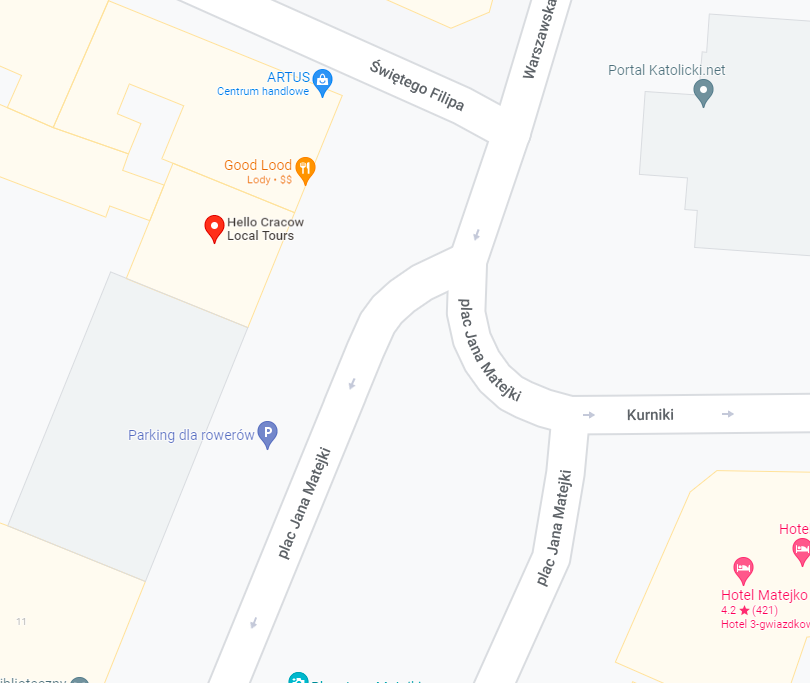 Warszawska
Świętego Filipa
ARTUS
Centrum handlowe
Portal Katolicki.net
Good Lood
Lody • $$
Hello Cracow
Local Tours
plac Jana Matejki
Kurniki
Parking dla rowerów
P
plac Jana Matejki
plac Jana Matejki
Hote
Hotel Matejko
4.2 ★ (421)
Hotel 3-gwiazdkow
11